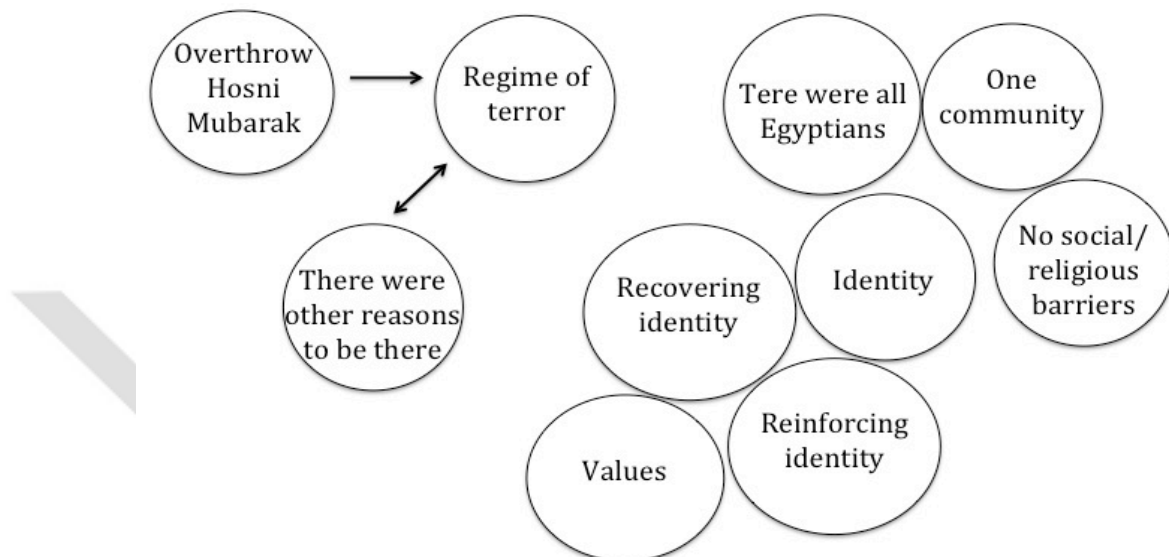 Overthrow
Hosni
Mubarak
Regime of
terror
There were
other reasons
to be there
Tere were all
Egyptians
One
community
No social/
religious
barriers
Identity
Recovering
identity
Reinforcing
identity
Values